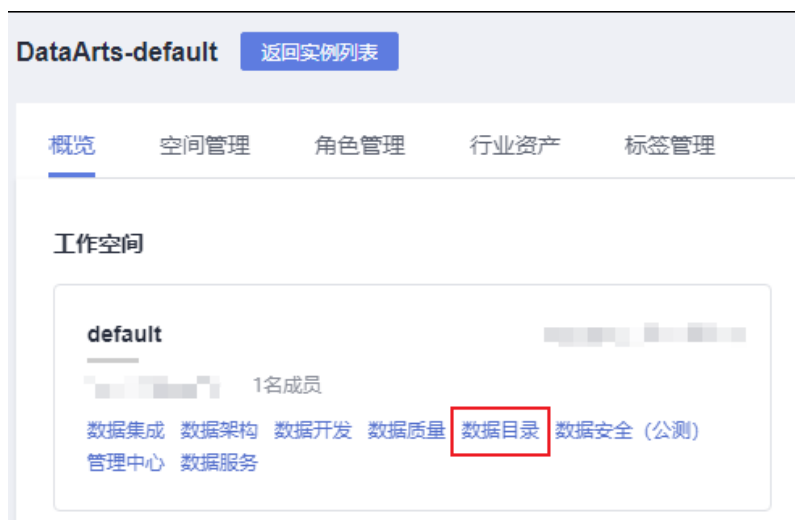 DataArts-default 返回实例列表
概览 空间管理 角色管理 行业资产 标签管理
工作空间
default
1名成员
数据集成 数据架构 数据开发 数据质量 数据目录 数据安全（公测）
管理中心 数据服务